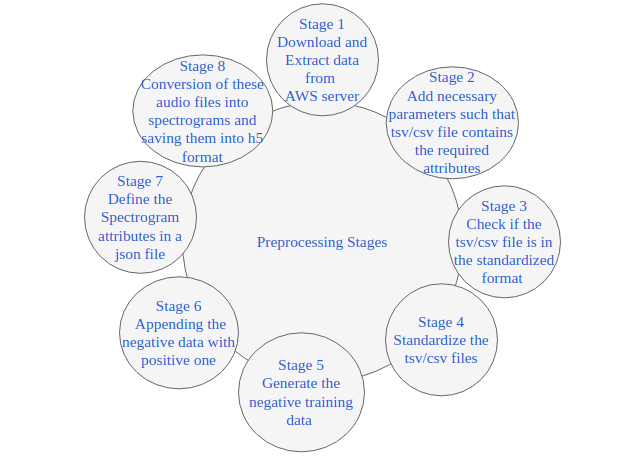 Stage 1
Download and
Extract data
from
AWS server
Stage 2
Add necessary
parameters such that
tsv/csv file contains
the required
attributes
Stage 3
Check if the
tsv/csv file is in
the standardized
format
Stage 4
Standardize the
tsv/csv files
Stage 5
Generate the
negative training
data
Stage 6
Appending the
negative data with
positive one
Stage 7
Define the
Spectrogram
attributes in a
json file
Stage 8
Conversion of these
audio files into
spectrograms and
saving them into h5
format
Preprocessing Stages